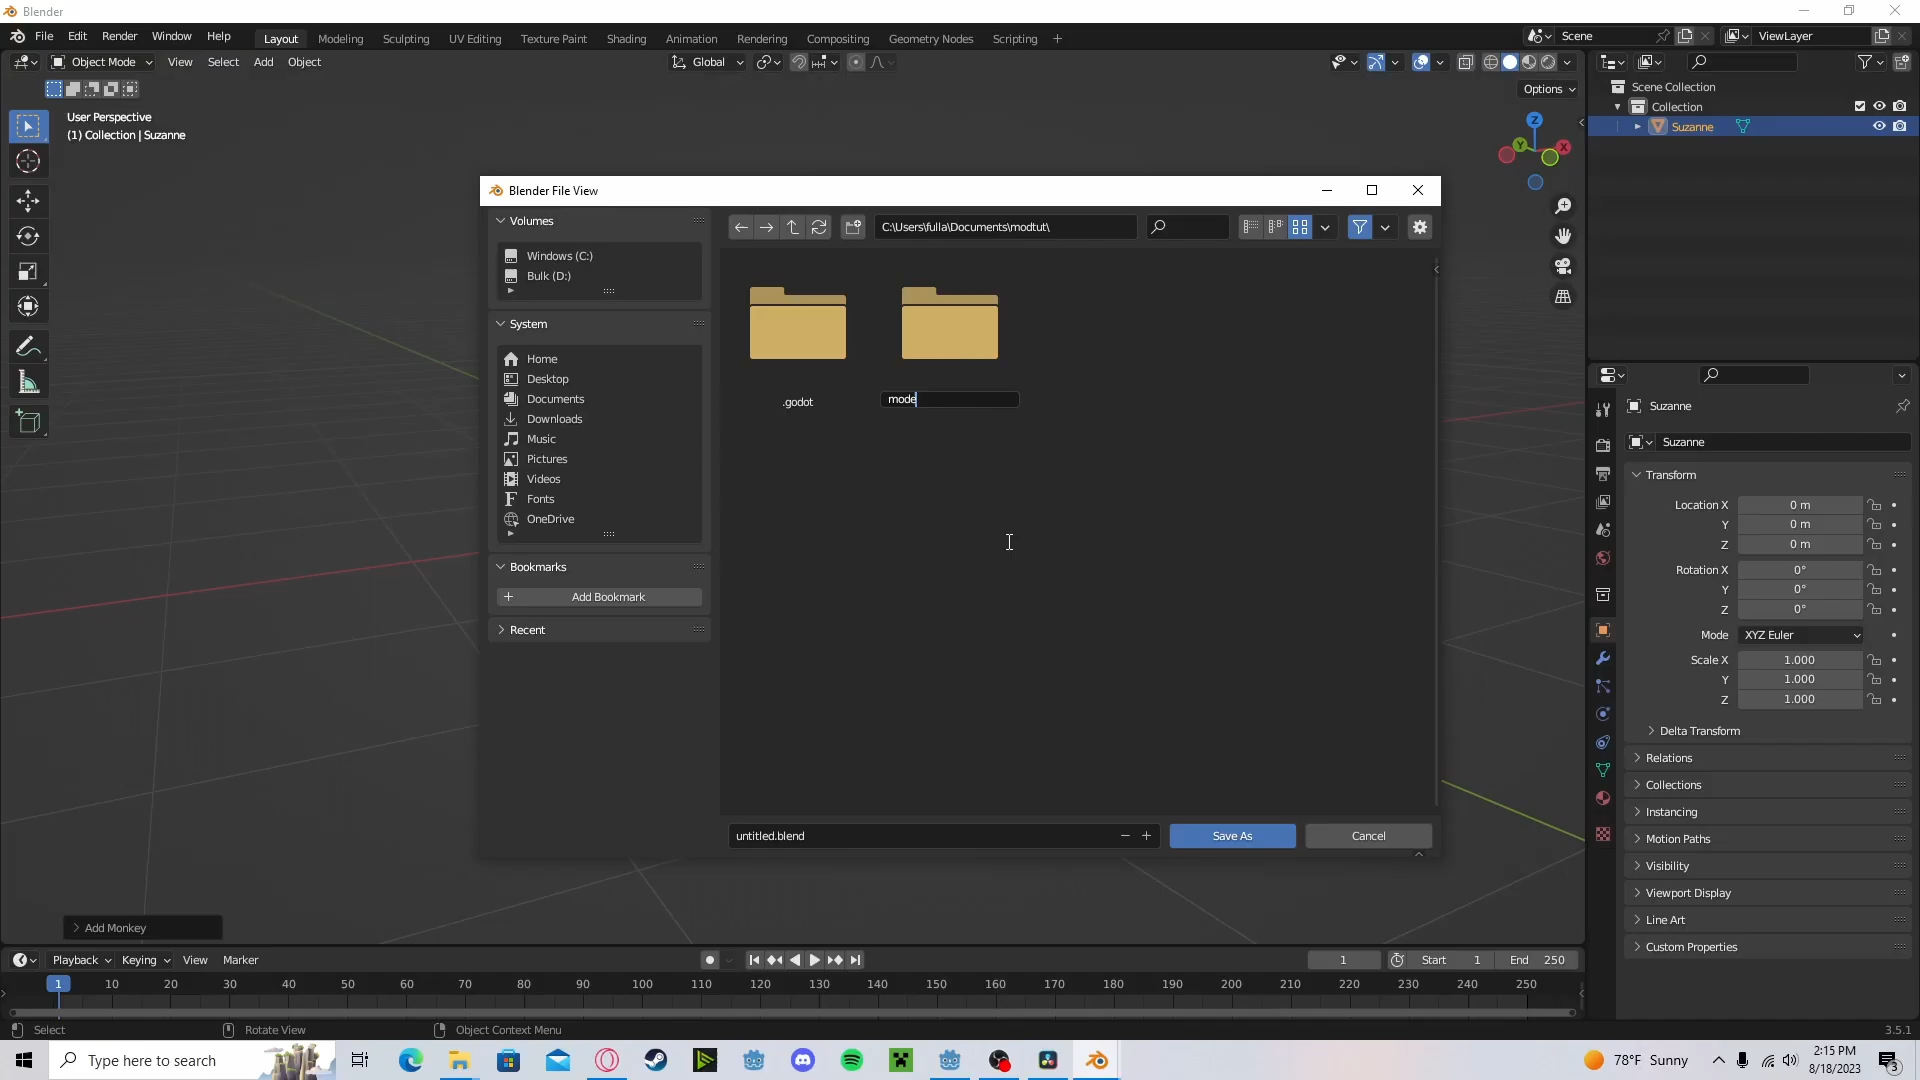 Blender
File Edit Render Window Help Layout Modeling Sculpting UV Editing Texture Paint Shading Animation Rendering Compositing Geometry Nodes Scripting + Scene ViewLayer
Object Mode View Select Add Object Global
Options
User Perspective
(1) Collection | Suzanne
Z
Y
X
Scene Collection
Collection
Suzanne
Blender File View
Volumes
Windows (C:)
Bulk (D:)
System
Home
Desktop
Documents
Downloads
Music
Pictures
Videos
Fonts
OneDrive
Bookmarks
+ Add Bookmark
Recent
C:\Users\fulla\Documents\modtut\
.godot
mode
untitled.blend
Save As
Cancel
Suzanne
Suzanne
Transform
Location X 0 m
Y 0 m
Z 0 m
Rotation X 0°
Y 0°
Z 0°
Mode XYZ Euler
Scale X 1.000
Y 1.000
Z 1.000
Delta Transform
Relations
Collections
Instancing
Motion Paths
Visibility
Viewport Display
Line Art
Custom Properties
Add Monkey
Playback Keying View Marker 1 Start 1 End 250
1 10 20 30 40 50 60 70 80 90 100 110 120 130 140 150 160 170 180 190 200 210 220 230 240 250
Select Rotate View Object Context Menu 3.5.1
Type here to search 78°F Sunny 2:15 PM
8/18/2023
3